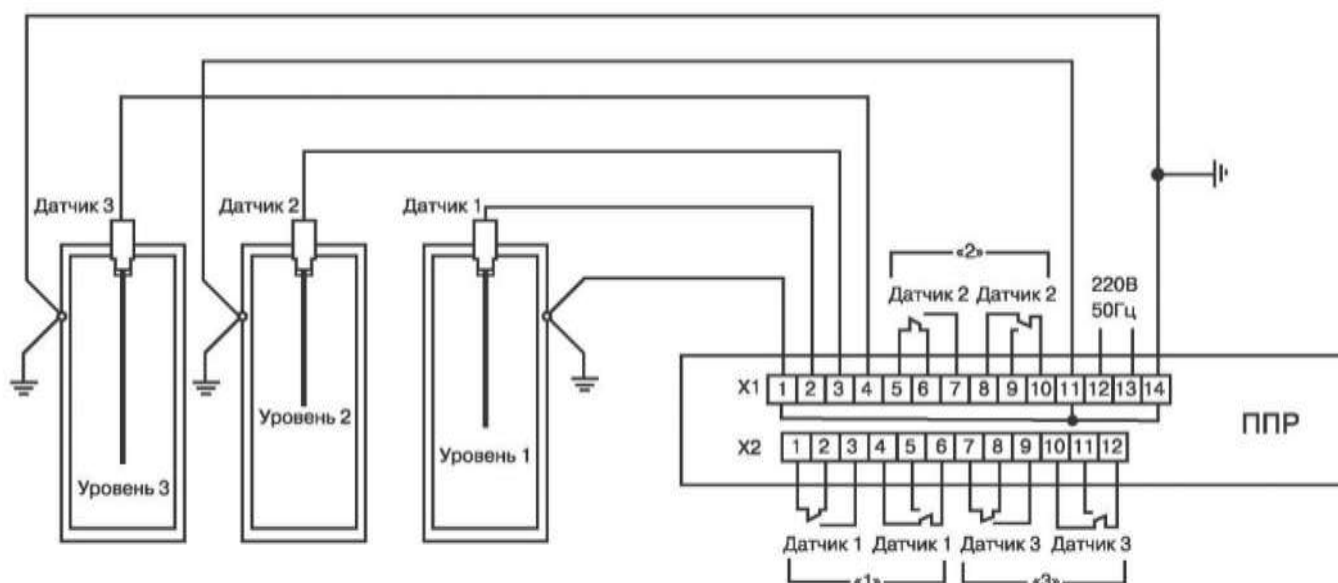 Датчик 3
Датчик 2
Датчик 1
«2»
Датчик 2 Датчик 2
220В
50Гц
X1 1 2 3 4 5 6 7 8 9 10 11 12 13 14
ППР
X2 1 2 3 4 5 6 7 8 9 10 11 12
Уровень 2
Уровень 1
Уровень 3
Датчик 1 Датчик 1 Датчик 3 Датчик 3
«1» «3»